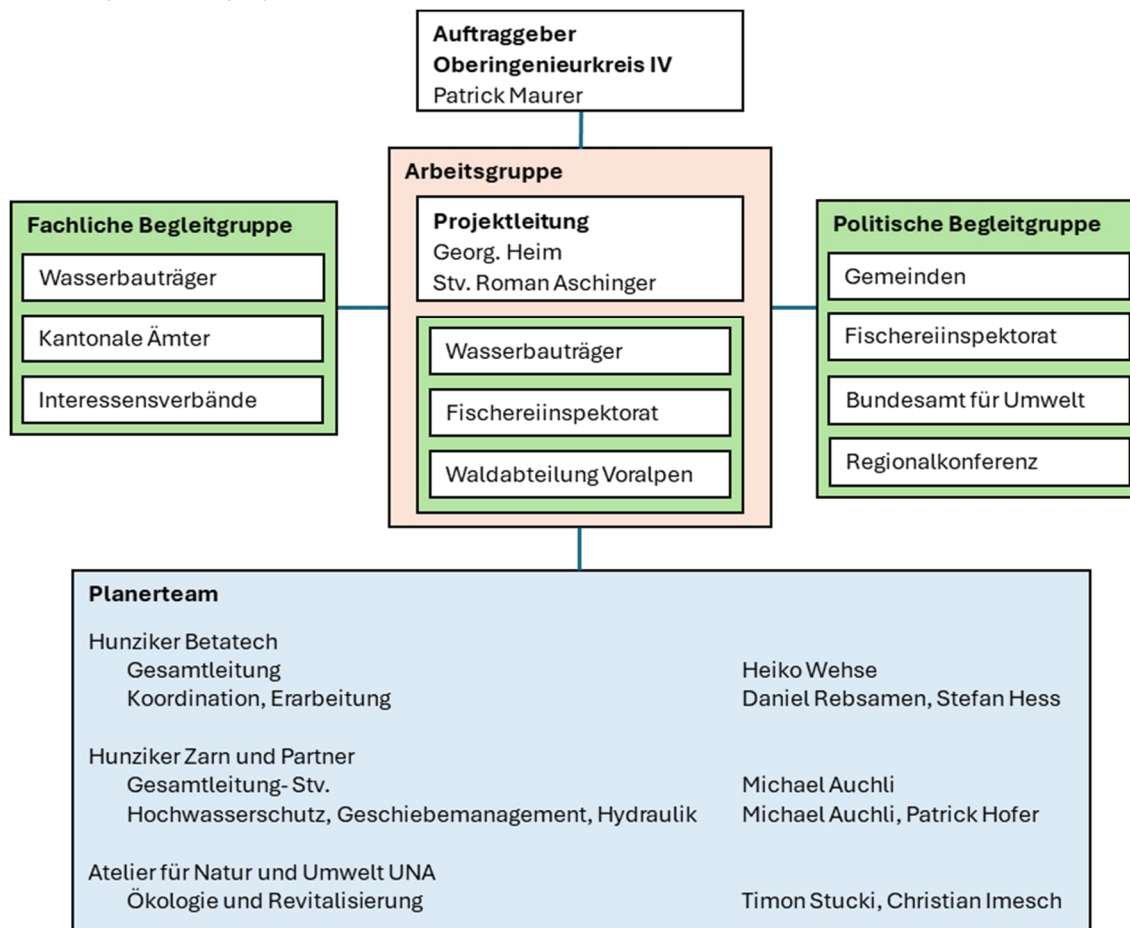 Auftraggeber
Oberingenieurkreis IV
Patrick Maurer
Arbeitsgruppe
Projektleitung
Georg. Heim
Stv. Roman Aschinger
Wasserbauträger
Fischereiinspektorat
Waldabteilung Voralpen
Fachliche Begleitgruppe
Wasserbauträger
Kantonale Ämter
Interessensverbände
Politische Begleitgruppe
Gemeinden
Fischereiinspektorat
Bundesamt für Umwelt
Regionalkonferenz
Planerteam
Hunziker Betatech
Gesamtleitung Heiko Wehse
Koordination, Erarbeitung Daniel Rebsamen, Stefan Hess
Hunziker Zarn und Partner
Gesamtleitung- Stv. Michael Auchli
Hochwasserschutz, Geschiebemanagement, Hydraulik Michael Auchli, Patrick Hofer
Atelier für Natur und Umwelt UNA
Ökologie und Revitalisierung Timon Stucki, Christian Imesch